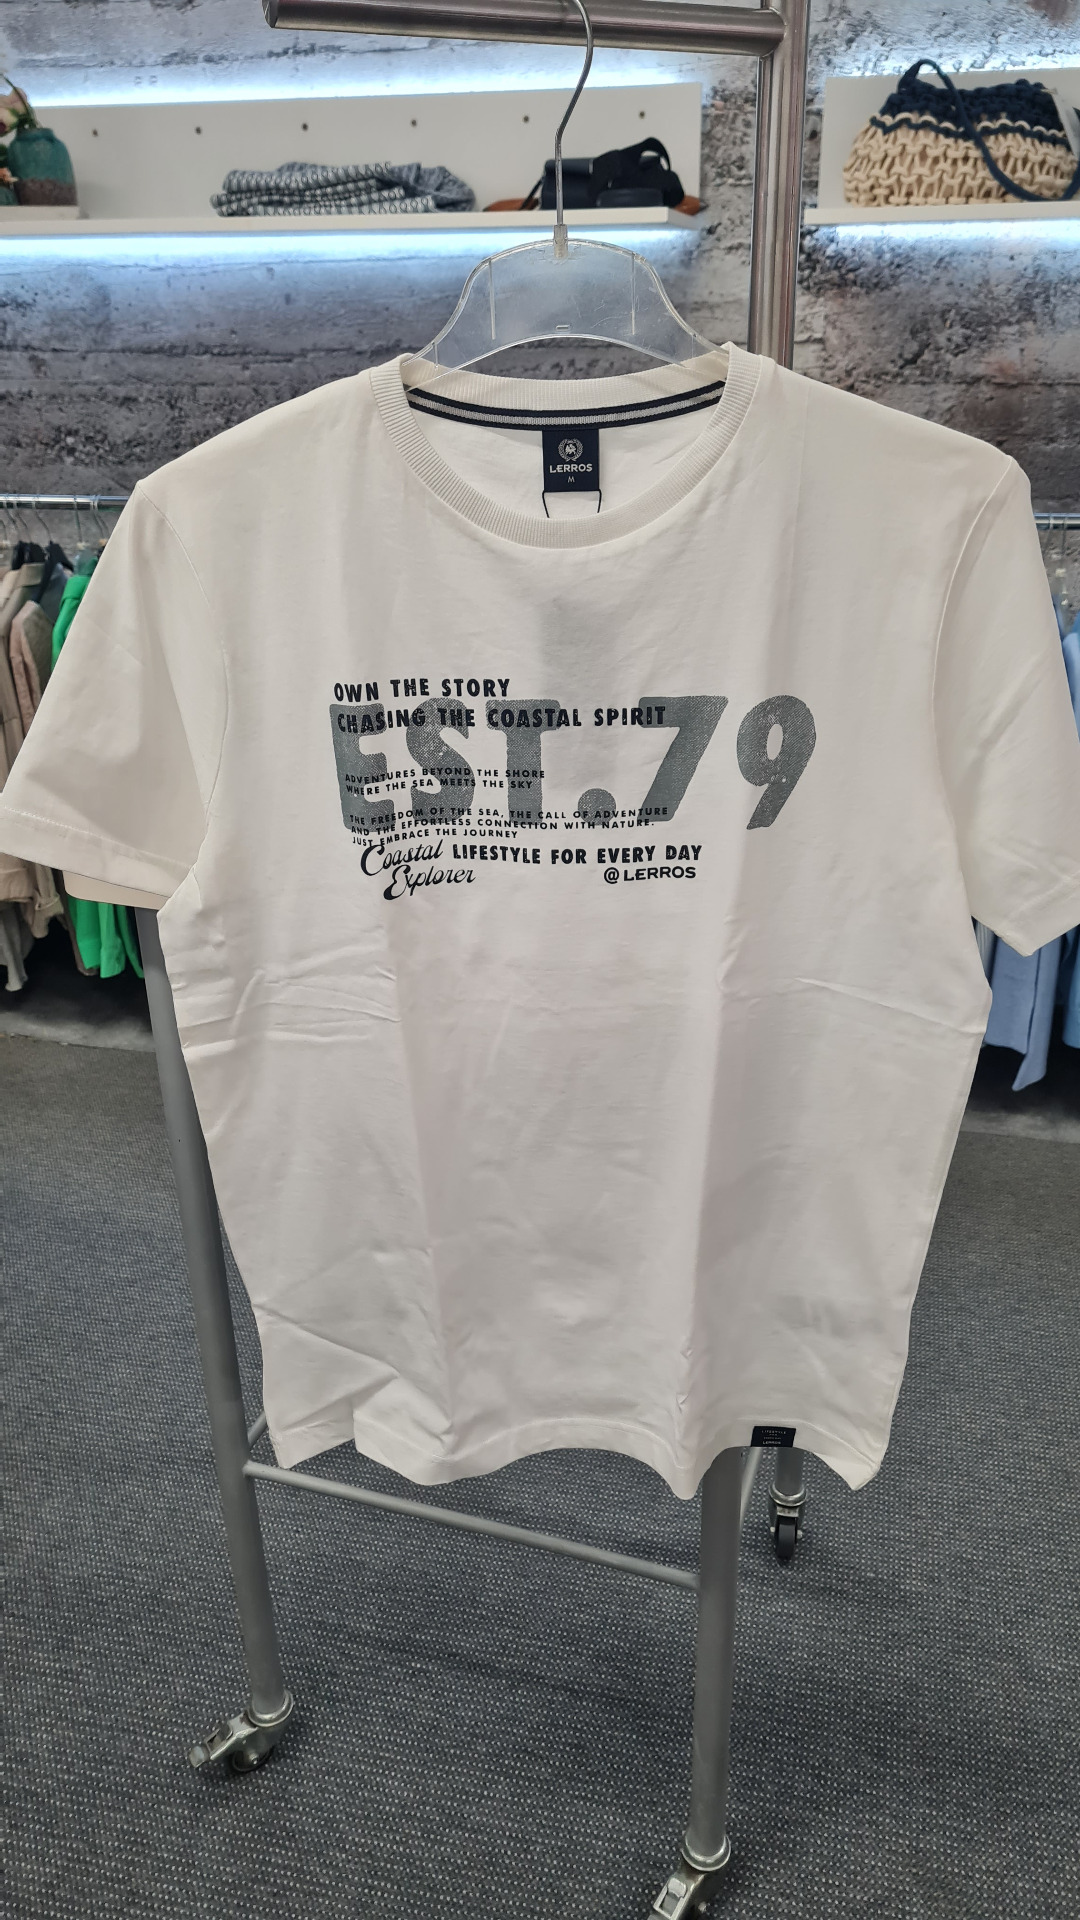 LERROS
M
OWN THE STORY
CHASING THE COASTAL SPIRIT
EST.79
ADVENTURES BEYOND THE SHORE
WHERE THE SEA MEETS THE SKY
THE FREEDOM OF THE SEA, THE CALL OF ADVENTURE
AND THE EFFORTLESS CONNECTION WITH NATURE.
JUST EMBRACE THE JOURNEY
Coastal LIFESTYLE FOR EVERY DAY
Explorer @LERROS
LIFESTYLE
LERROS